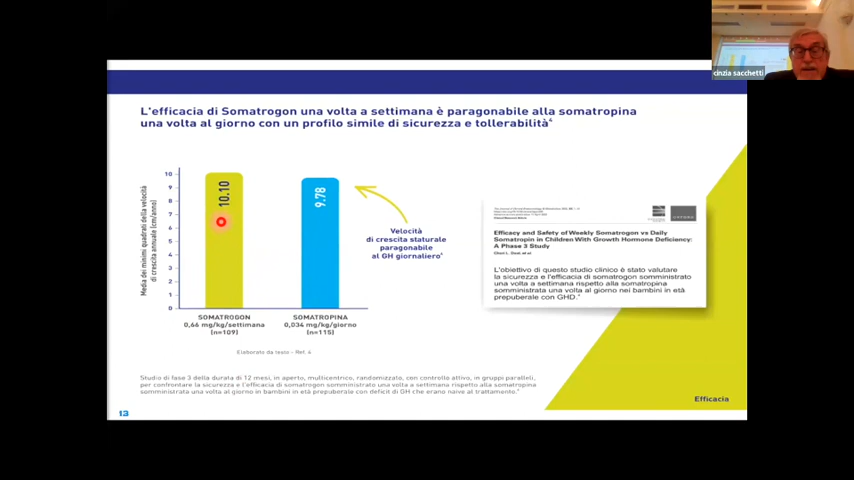 cinzia sacchetti
L'efficacia di Somatrogon una volta a settimana è paragonabile alla somatropina
una volta al giorno con un profilo simile di sicurezza e tollerabilità⁴
Media dei minimi quadrati della velocità
di crescita annuale (cm/anno)
10
9
8
7
6
5
4
3
2
1
0
10.10
9.78
SOMATROGON
0,66 mg/kg/settimana
(n=109)
SOMATROPINA
0,034 mg/kg/giorno
(n=115)
Velocità
di crescita staturale
paragonabile
al GH giornaliero⁴
Elaborato da testo - Ref. 4
Efficacy and Safety of Weekly Somatrogon vs Daily
Somatropin in Children With Growth Hormone Deficiency:
A Phase 3 Study
L'obiettivo di questo studio clinico è stato valutare
la sicurezza e l'efficacia di somatrogon somministrato
una volta a settimana rispetto alla somatropina
somministrata una volta al giorno nei bambini in età
prepuberale con GHD.
Studio di fase 3 della durata di 12 mesi, in aperto, multicentrico, randomizzato, con controllo attivo, in gruppi paralleli,
per confrontare la sicurezza e l'efficacia di somatrogon somministrato una volta a settimana rispetto alla somatropina
somministrata una volta al giorno in bambini in età prepuberale con deficit di GH che erano naive al trattamento.
Efficacia
13